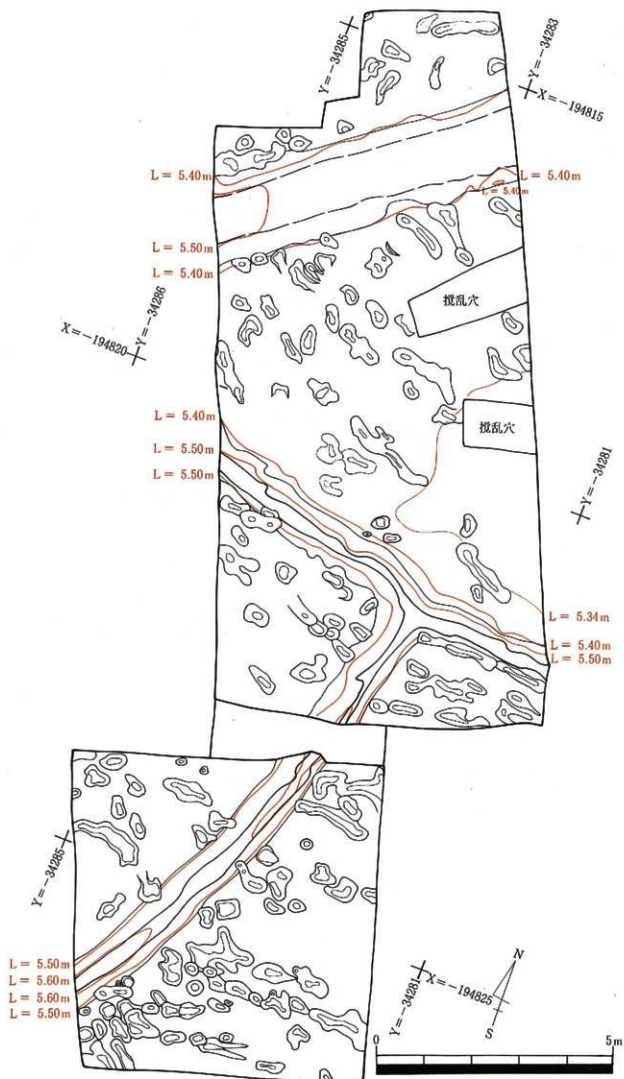 Y=-34285
Y=-34283
X=-194815
L = 5.40m
L = 5.40m
L = 5.40m
L = 5.50m
L = 5.40m
攪乱穴
Y=-34286
X=-194820
攪乱穴
L = 5.40m
L = 5.50m
L = 5.50m
Y=-34281
L = 5.34m
L = 5.40m
L = 5.50m
Y=-34285
L = 5.50m
L = 5.60m
L = 5.60m
L = 5.50m
Y=-34281
X=-194825
N
S
0
5m